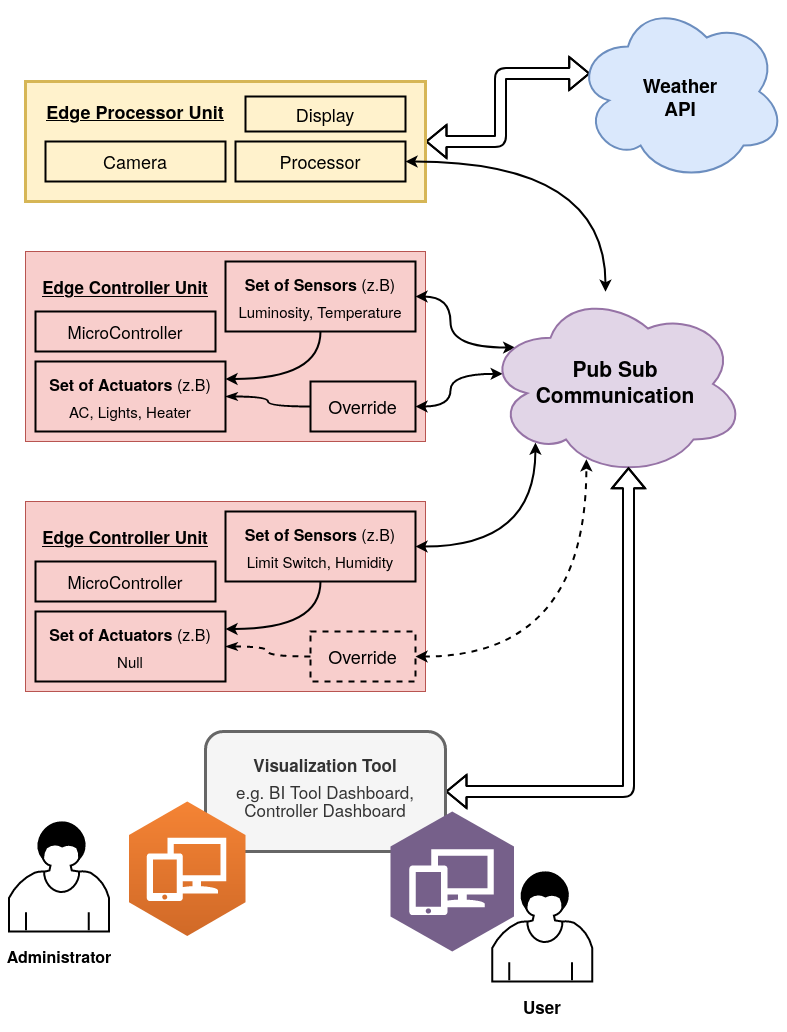 Weather
API
Edge Processor Unit
Display
Camera
Processor
Edge Controller Unit
Set of Sensors (z.B)
Luminosity, Temperature
MicroController
Set of Actuators (z.B)
AC, Lights, Heater
Override
Pub Sub
Communication
Edge Controller Unit
Set of Sensors (z.B)
Limit Switch, Humidity
MicroController
Set of Actuators (z.B)
Null
Override
Visualization Tool
e.g. BI Tool Dashboard,
Controller Dashboard
Administrator
User